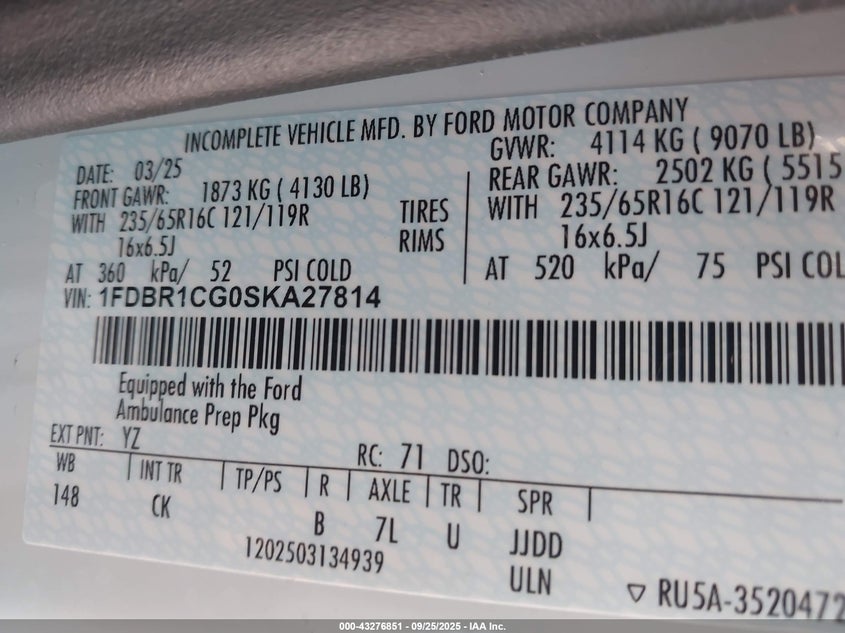 INCOMPLETE VEHICLE MFD. BY FORD MOTOR COMPANY
DATE: 03/25 GVWR: 4114 KG ( 9070 LB)
FRONT GAWR: 1873 KG ( 4130 LB) REAR GAWR: 2502 KG ( 5515
WITH 235/65R16C 121/119R TIRES WITH 235/65R16C 121/119R
16x6.5J RIMS 16x6.5J
AT 360 kPa/ 52 PSI COLD AT 520 kPa/ 75 PSI COL
VIN: 1FDBR1CG0SKA27814
Equipped with the Ford
Ambulance Prep Pkg
EXT PNT: YZ RC: 71 DSO:
WB INT TR TP/PS R AXLE TR SPR
148 CK B 7L U JJDD
1202503134939 ULN
▽ RU5A-3520472
000-43276851 - 09/25/2025 - IAA Inc.